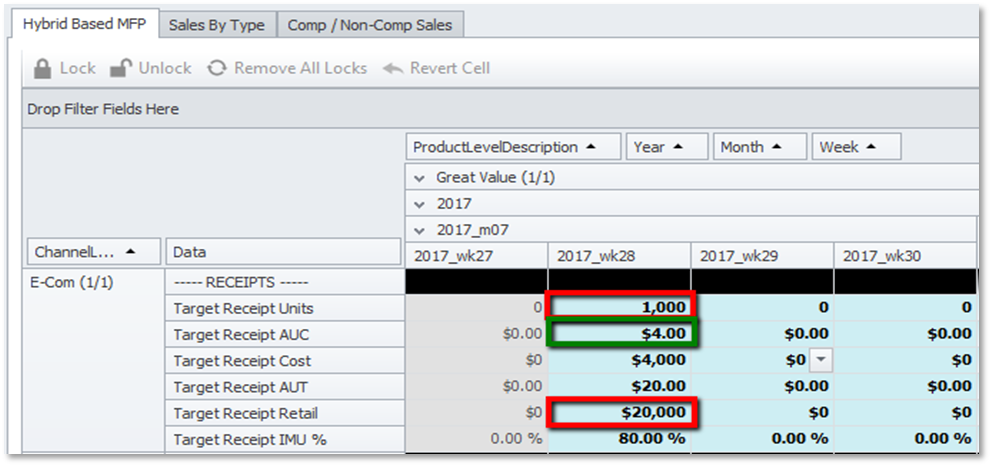 Hybrid Based MFP Sales By Type Comp / Non-Comp Sales
Lock Unlock Remove All Locks Revert Cell
Drop Filter Fields Here
ProductLevelDescription Year Month Week
Great Value (1/1)
2017
2017_m07
ChannelL... Data 2017_wk27 2017_wk28 2017_wk29 2017_wk30
E-Com (1/1) ----- RECEIPTS -----
Target Receipt Units 0 1,000 0 0
Target Receipt AUC $0.00 $4.00 $0.00 $0.00
Target Receipt Cost $0 $4,000 $0 $0
Target Receipt AUT $0.00 $20.00 $0.00 $0.00
Target Receipt Retail $0 $20,000 $0 $0
Target Receipt IMU % 0.00 % 80.00 % 0.00 % 0.00 %